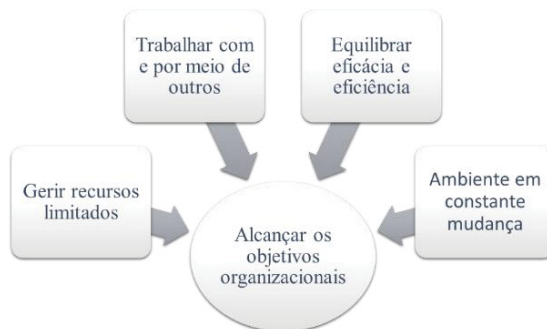 Trabalhar com
e por meio de
outros
Equilibrar
eficácia e
eficiência
Gerir recursos
limitados
Ambiente em
constante
mudança
Alcançar os
objetivos
organizacionais